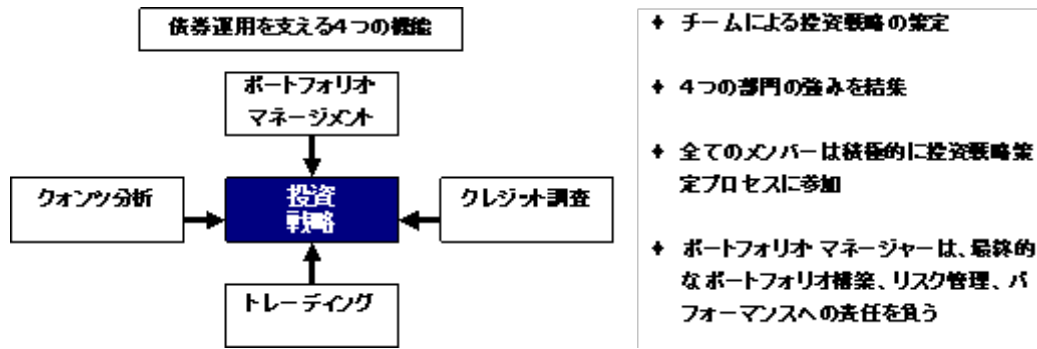 債券運用を支える4つの機能
ポートフォリオ
マネージメント
クォンツ分析
投資
戦略
クレジット調査
トレーディング
♦ チームによる投資戦略の策定
♦ 4つの部門の強みを結集
♦ 全てのメンバーは積極的に投資戦略策
定プロセスに参加
♦ ポートフォリオ マネージャーは、最終的
なポートフォリオ構築、リスク管理、パ
フォーマンスへの責任を負う